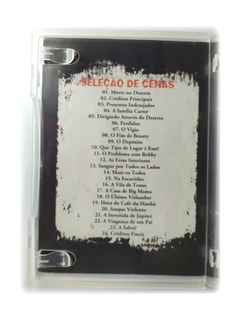 SELEÇÃO DE CENAS
01. Morte no Deserto
02. Créditos Principais
03. Presentes Indesejados
04. A família Carter
05. Dirigindo Através do Deserto
06. Perdidos
07. O Vigia
08. O Fim de Beauty
09. O Depósito
10. Que Tipo de Lugar é Esse?
11. O Problema com Bobby
12. As Feras Interiores
13. Sangue por Todos os Lados
14. Mate-os Todos
15. Na Escuridão
16. A Vila de Testes
17. A Casa de Big Mama
18. O Último Vislumbre
19. Hora do Café-da-Manhã
20. Ataque Violento
21. A Investida de Júpiter
22. A Vingança de um Pai
23. A Salvo!
24. Créditos Finais